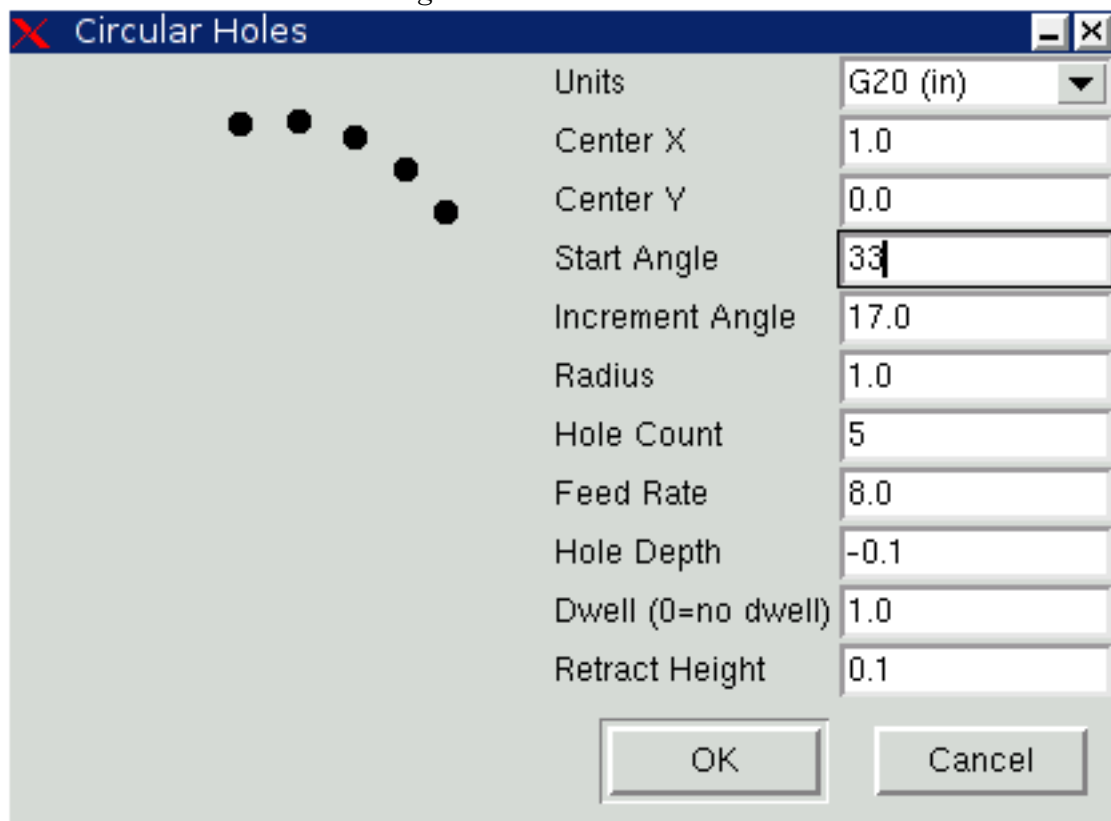 Circular Holes
Units G20 (in)
Center X 1.0
Center Y 0.0
Start Angle 33
Increment Angle 17.0
Radius 1.0
Hole Count 5
Feed Rate 8.0
Hole Depth -0.1
Dwell (0=no dwell) 1.0
Retract Height 0.1
OK Cancel